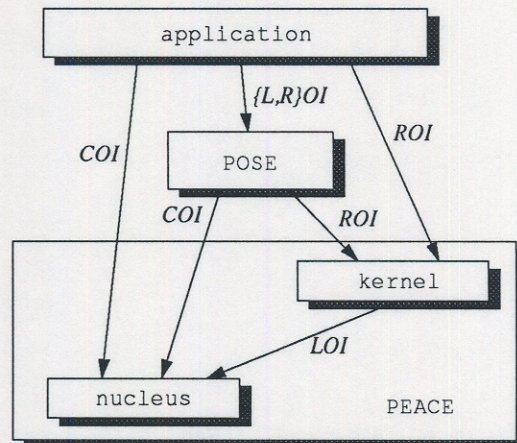 application
{L,R}OI
COI
ROI
POSE
COI
ROI
kernel
LOI
nucleus
PEACE